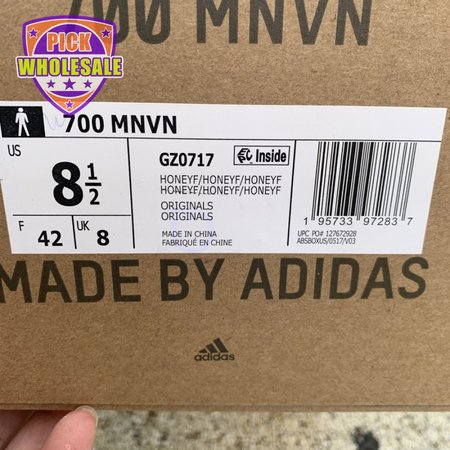 700 MNVN
PICK
WHOLESALE
700 MNVN
US
8 1/2
F
42
UK
8
GZ0717
Inside
HONEYF/HONEYF/HONEYF
HONEYF/HONEYF/HONEYF
ORIGINALS
ORIGINALS
MADE IN CHINA
FABRIQUÉ EN CHINE
1 95733 97283 7
UPC PO# 127672928
ABSBOXUS/0517/V03
MADE BY ADIDAS
adidas